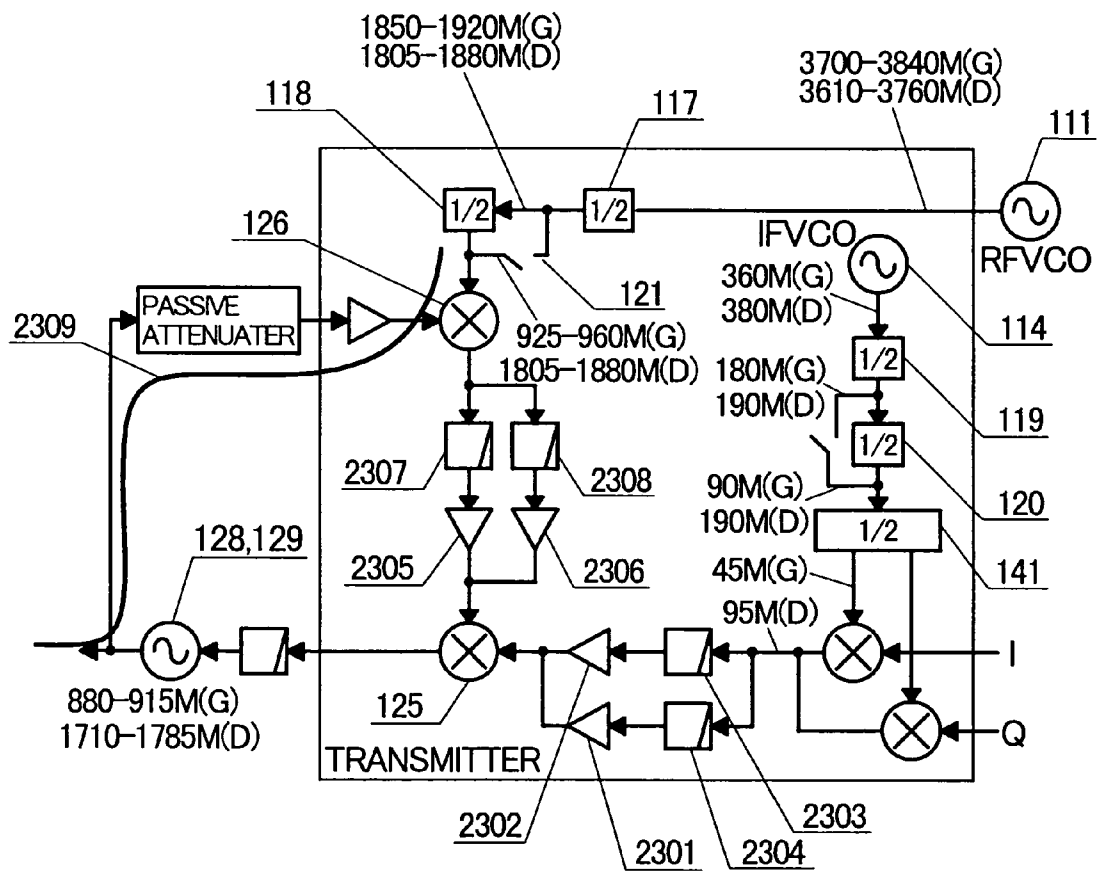 1850-1920M(G)
1805-1880M(D)
3700-3840M(G)
3610-3760M(D)
118
117
111
1/2
1/2
126
IFVCO
RFVCO
360M(G)
380M(D)
121
114
PASSIVE
ATTENUATER
2309
925-960M(G)
1805-1880M(D)
1/2
180M(G)
190M(D)
119
1/2
2307
2308
90M(G)
190M(D)
120
1/2
128,129
2305
2306
45M(G)
141
95M(D)
I
880-915M(G)
1710-1785M(D)
125
Q
TRANSMITTER
2302
2303
2301
2304